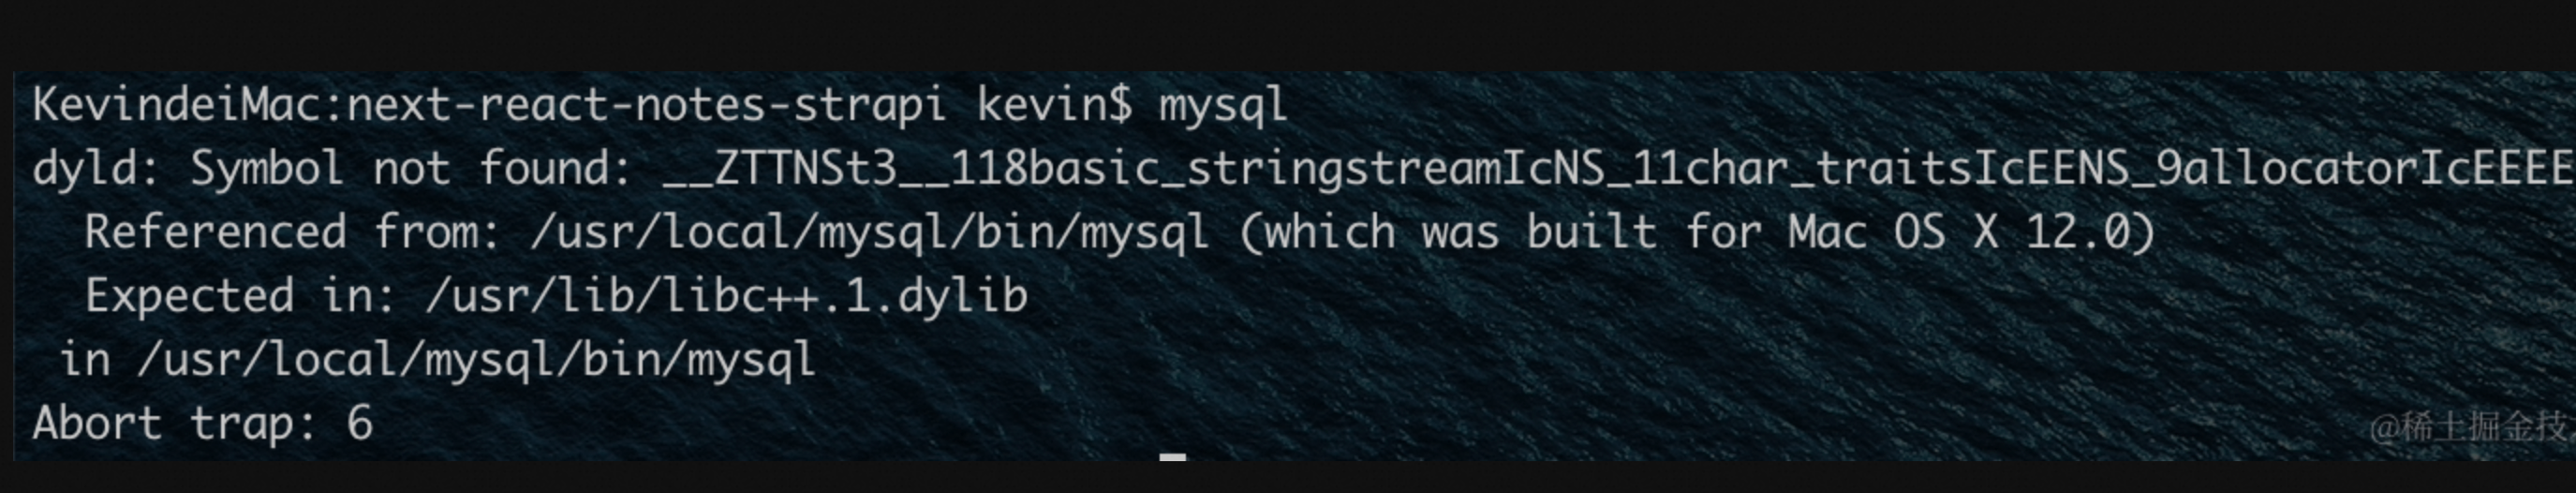 KevindeiMac:next-react-notes-strapi kevin$ mysql
dyld: Symbol not found: __ZTTNSt3__118basic_stringstreamIcNS_11char_traitsIcEENS_9allocatorIcEEEE
Referenced from: /usr/local/mysql/bin/mysql (which was built for Mac OS X 12.0)
Expected in: /usr/lib/libc++.1.dylib
in /usr/local/mysql/bin/mysql
Abort trap: 6
@稀土掘金技